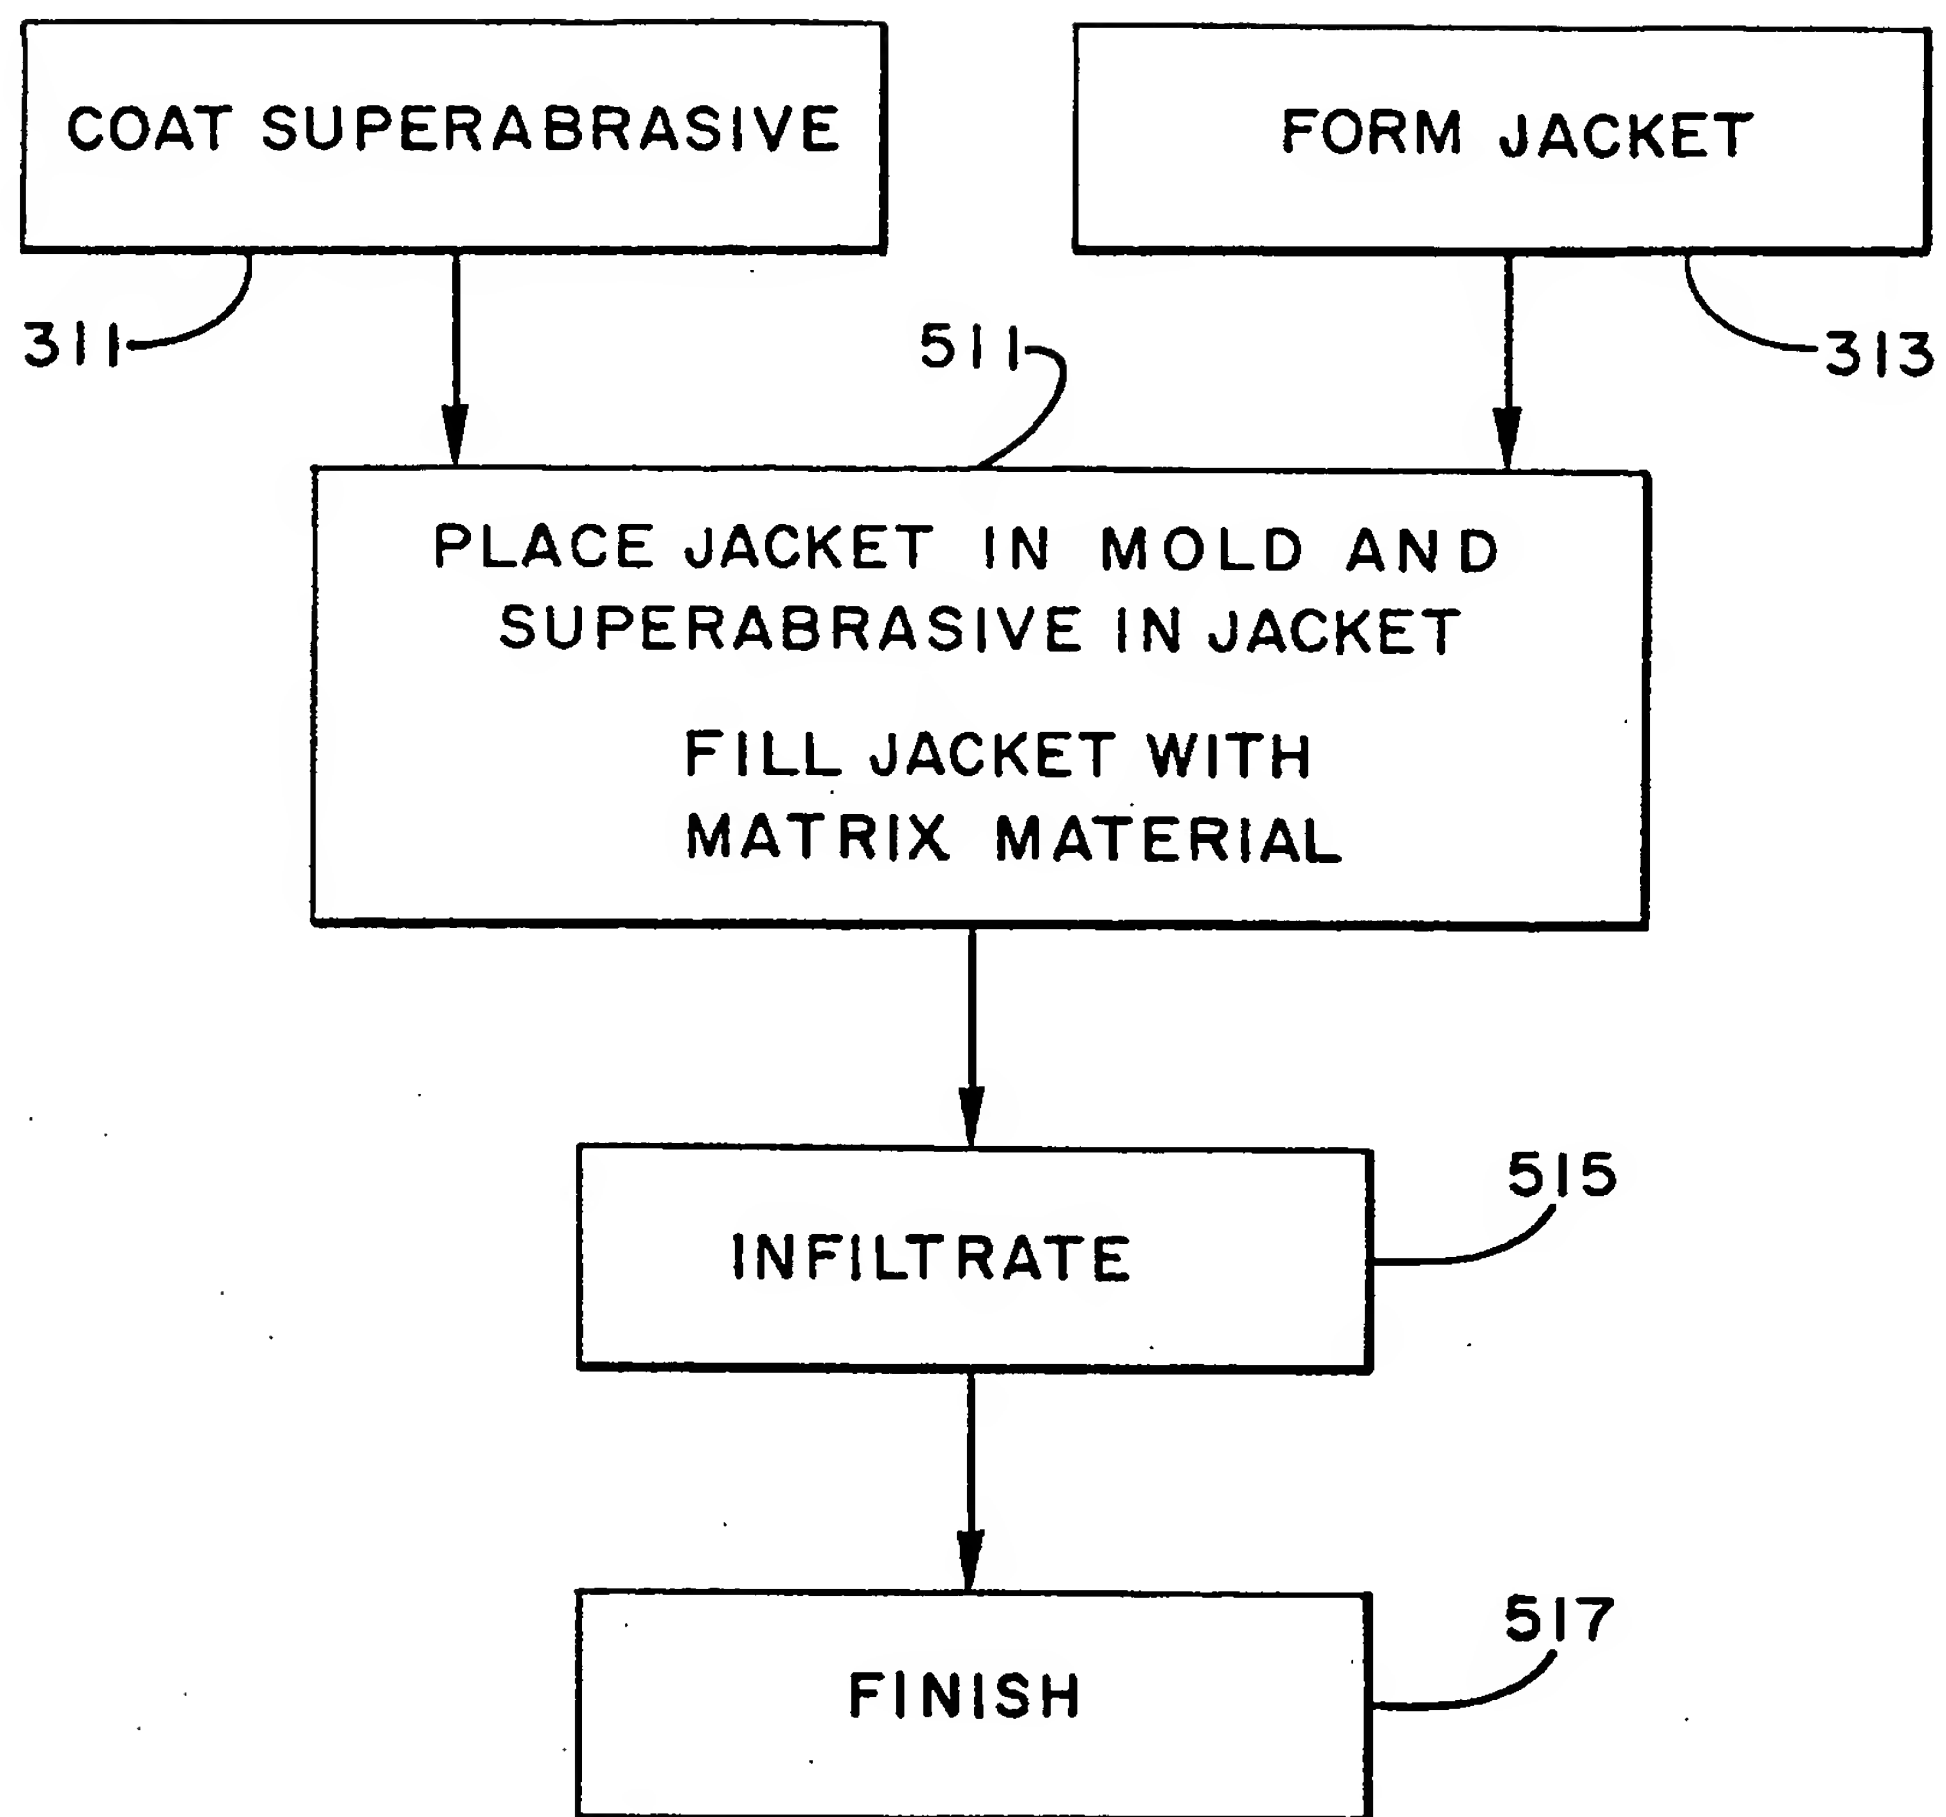 COAT SUPERABRASIVE
FORM JACKET
311
511
313
PLACE JACKET IN MOLD AND
SUPERABRASIVE IN JACKET
FILL JACKET WITH
MATRIX MATERIAL
515
INFILTRATE
517
FINISH